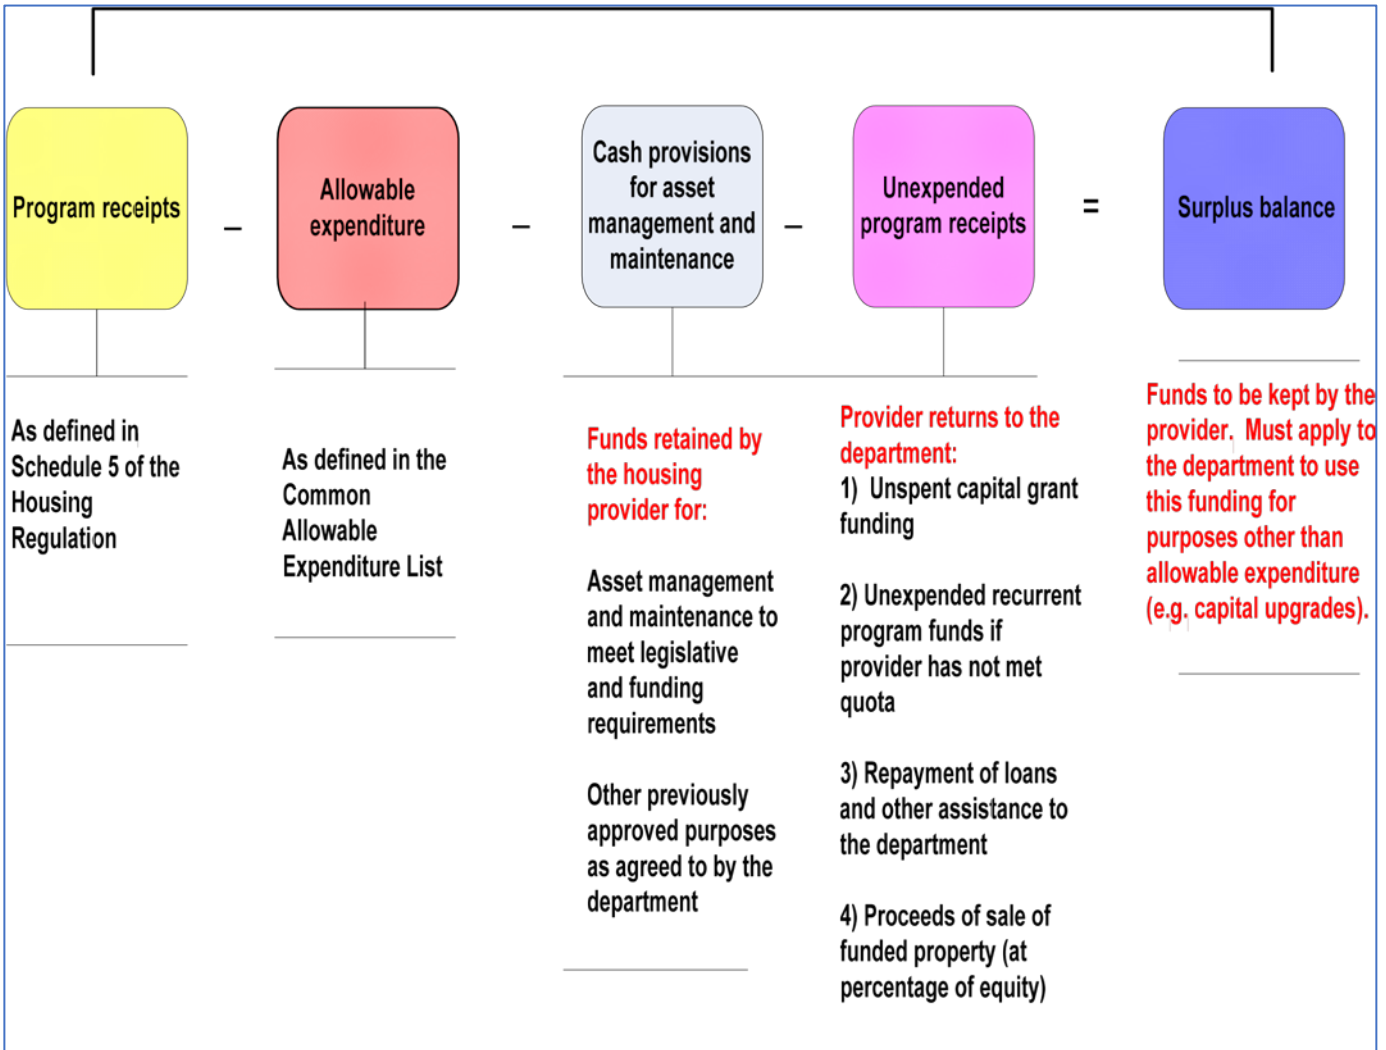 Program receipts
–
Allowable
expenditure
–
Cash provisions
for asset
management and
maintenance
–
Unexpended
program receipts
=
Surplus balance
As defined in
Schedule 5 of the
Housing
Regulation
As defined in the
Common
Allowable
Expenditure List
Funds retained by
the housing
provider for:
Asset management
and maintenance to
meet legislative
and funding
requirements
Other previously
approved purposes
as agreed to by the
department
Provider returns to the
department:
1) Unspent capital grant
funding
2) Unexpended recurrent
program funds if
provider has not met
quota
3) Repayment of loans
and other assistance to
the department
4) Proceeds of sale of
funded property (at
percentage of equity)
Funds to be kept by the
provider. Must apply to
the department to use
this funding for
purposes other than
allowable expenditure
(e.g. capital upgrades).